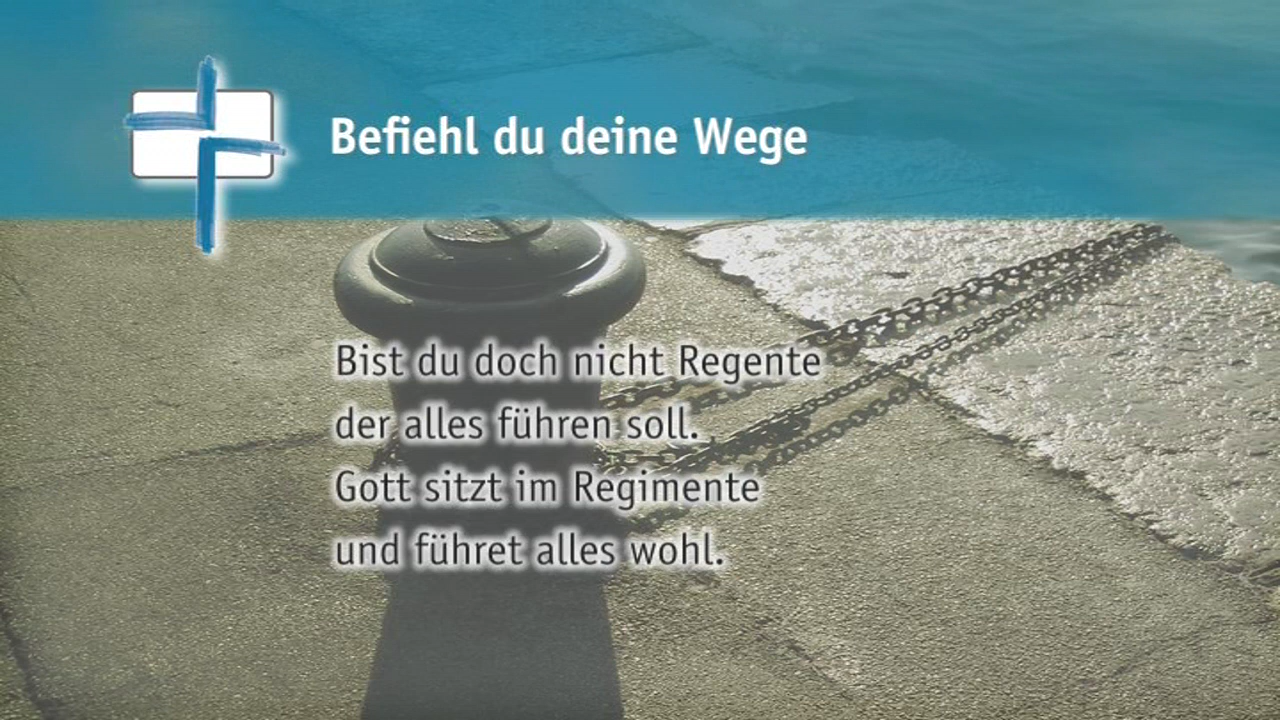 Befiehl du deine Wege
Bist du doch nicht Regente
der alles führen soll.
Gott sitzt im Regimente
und führet alles wohl.